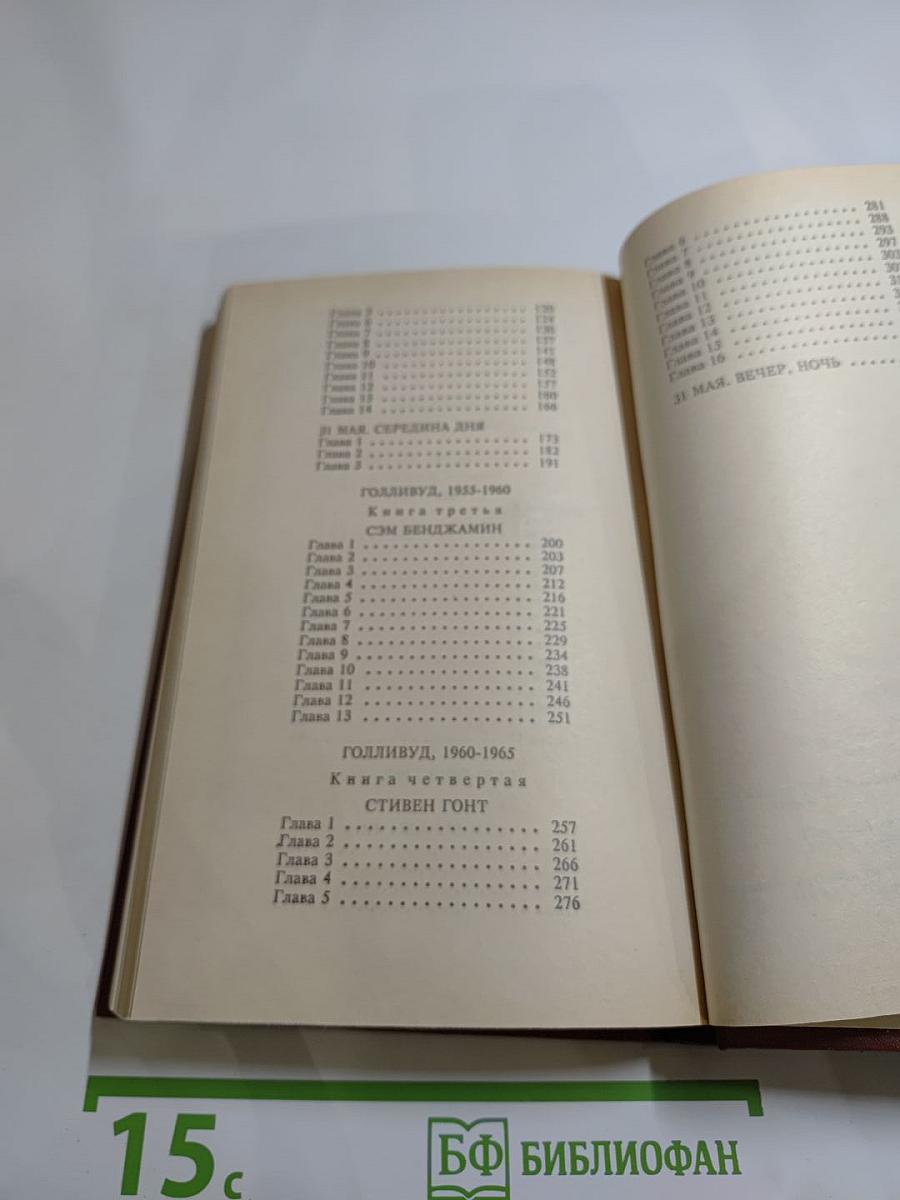 Глава 5 . . . . . . . . . . . . . . . . 120
Глава 6 . . . . . . . . . . . . . . . . 124
Глава 7 . . . . . . . . . . . . . . . . 130
Глава 8 . . . . . . . . . . . . . . . . 137
Глава 9 . . . . . . . . . . . . . . . . 141
Глава 10 . . . . . . . . . . . . . . . . 148
Глава 11 . . . . . . . . . . . . . . . . 152
Глава 12 . . . . . . . . . . . . . . . . 157
Глава 13 . . . . . . . . . . . . . . . . 160
Глава 14 . . . . . . . . . . . . . . . . 166
31 МАЯ. СЕРЕДИНА ДНЯ
Глава 1 . . . . . . . . . . . . . . . . 173
Глава 2 . . . . . . . . . . . . . . . . 182
Глава 3 . . . . . . . . . . . . . . . . 191
ГОЛЛИВУД, 1955-1960
Книга третья
СЭМ БЕНДЖАМИН
Глава 1 . . . . . . . . . . . . . . . . 200
Глава 2 . . . . . . . . . . . . . . . . 203
Глава 3 . . . . . . . . . . . . . . . . 207
Глава 4 . . . . . . . . . . . . . . . . 212
Глава 5 . . . . . . . . . . . . . . . . 216
Глава 6 . . . . . . . . . . . . . . . . 221
Глава 7 . . . . . . . . . . . . . . . . 225
Глава 8 . . . . . . . . . . . . . . . . 229
Глава 9 . . . . . . . . . . . . . . . . 234
Глава 10 . . . . . . . . . . . . . . . . 238
Глава 11 . . . . . . . . . . . . . . . . 241
Глава 12 . . . . . . . . . . . . . . . . 246
Глава 13 . . . . . . . . . . . . . . . . 251
ГОЛЛИВУД, 1960-1965
Книга четвертая
СТИВЕН ГОНТ
Глава 1 . . . . . . . . . . . . . . . . 257
Глава 2 . . . . . . . . . . . . . . . . 261
Глава 3 . . . . . . . . . . . . . . . . 266
Глава 4 . . . . . . . . . . . . . . . . 271
Глава 5 . . . . . . . . . . . . . . . . 276
Глава 6 . . . . . . . . . . . . . . . . 281
Глава 7 . . . . . . . . . . . . . . . . 288
Глава 8 . . . . . . . . . . . . . . . . 293
Глава 9 . . . . . . . . . . . . . . . . 297
Глава 10 . . . . . . . . . . . . . . . . 303
Глава 11 . . . . . . . . . . . . . . . .
Глава 12 . . . . . . . . . . . . . . . .
Глава 13 . . . . . . . . . . . . . . . .
Глава 14 . . . . . . . . . . . . . . . .
Глава 15 . . . . . . . . . . . . . . . .
Глава 16 . . . . . . . . . . . . . . . .
31 МАЯ. ВЕЧЕР, НОЧЬ . . . . . .
15 с
БФ БИБЛИОФАН